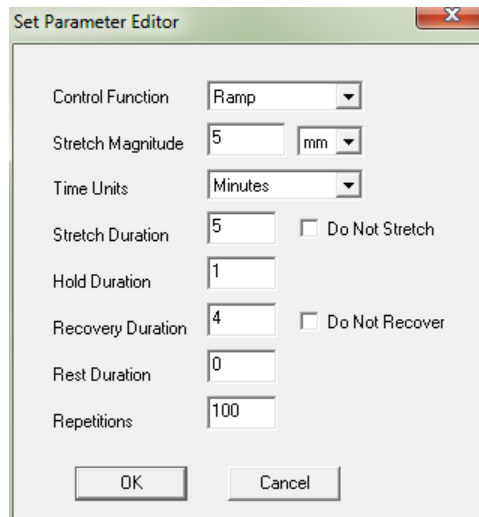 Set Parameter Editor
x
Control Function Ramp
Stretch Magnitude 5 mm
Time Units Minutes
Stretch Duration 5 Do Not Stretch
Hold Duration 1
Recovery Duration 4 Do Not Recover
Rest Duration 0
Repetitions 100
OK Cancel